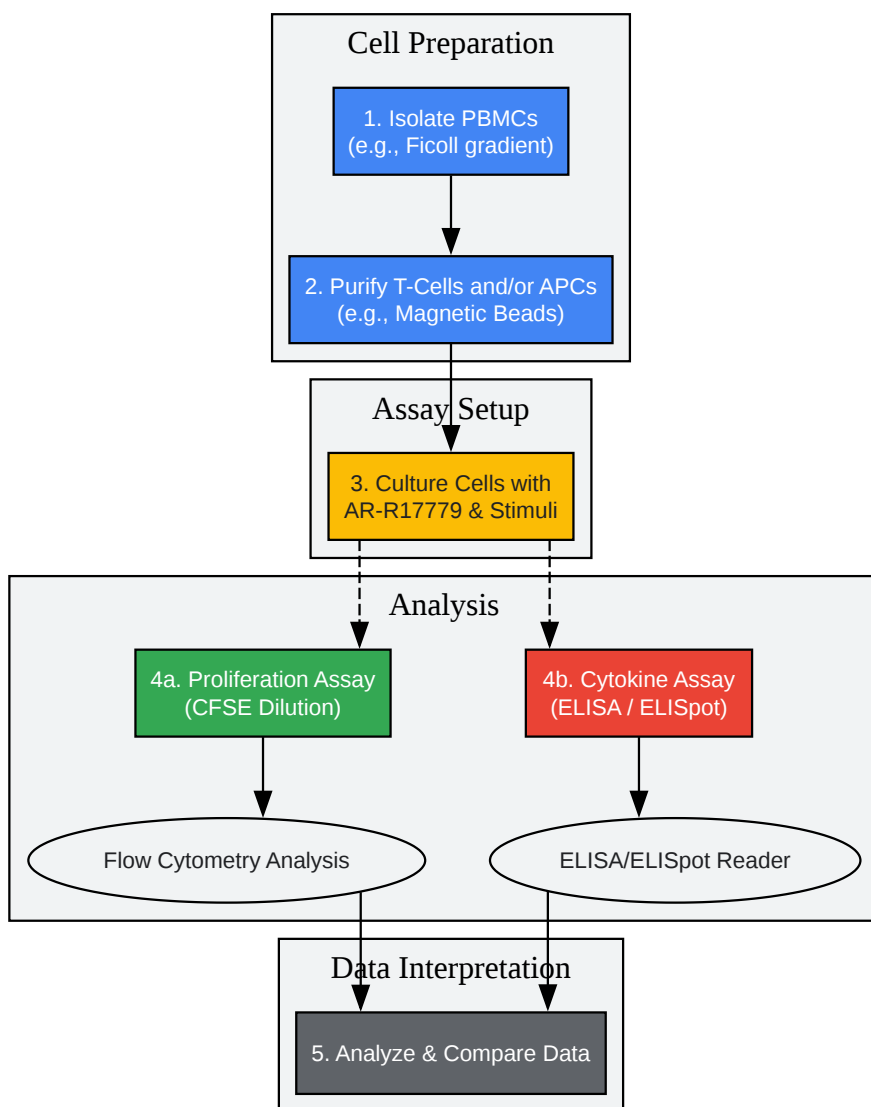 Cell Preparation
1. Isolate PBMCs
(e.g., Ficoll gradient)
2. Purify T-Cells and/or APCs
(e.g., Magnetic Beads)
Assay Setup
3. Culture Cells with
AR-R17779 & Stimuli
Analysis
4a. Proliferation Assay
(CFSE Dilution)
4b. Cytokine Assay
(ELISA / ELISpot)
Flow Cytometry Analysis
ELISA/ELISpot Reader
Data Interpretation
5. Analyze & Compare Data